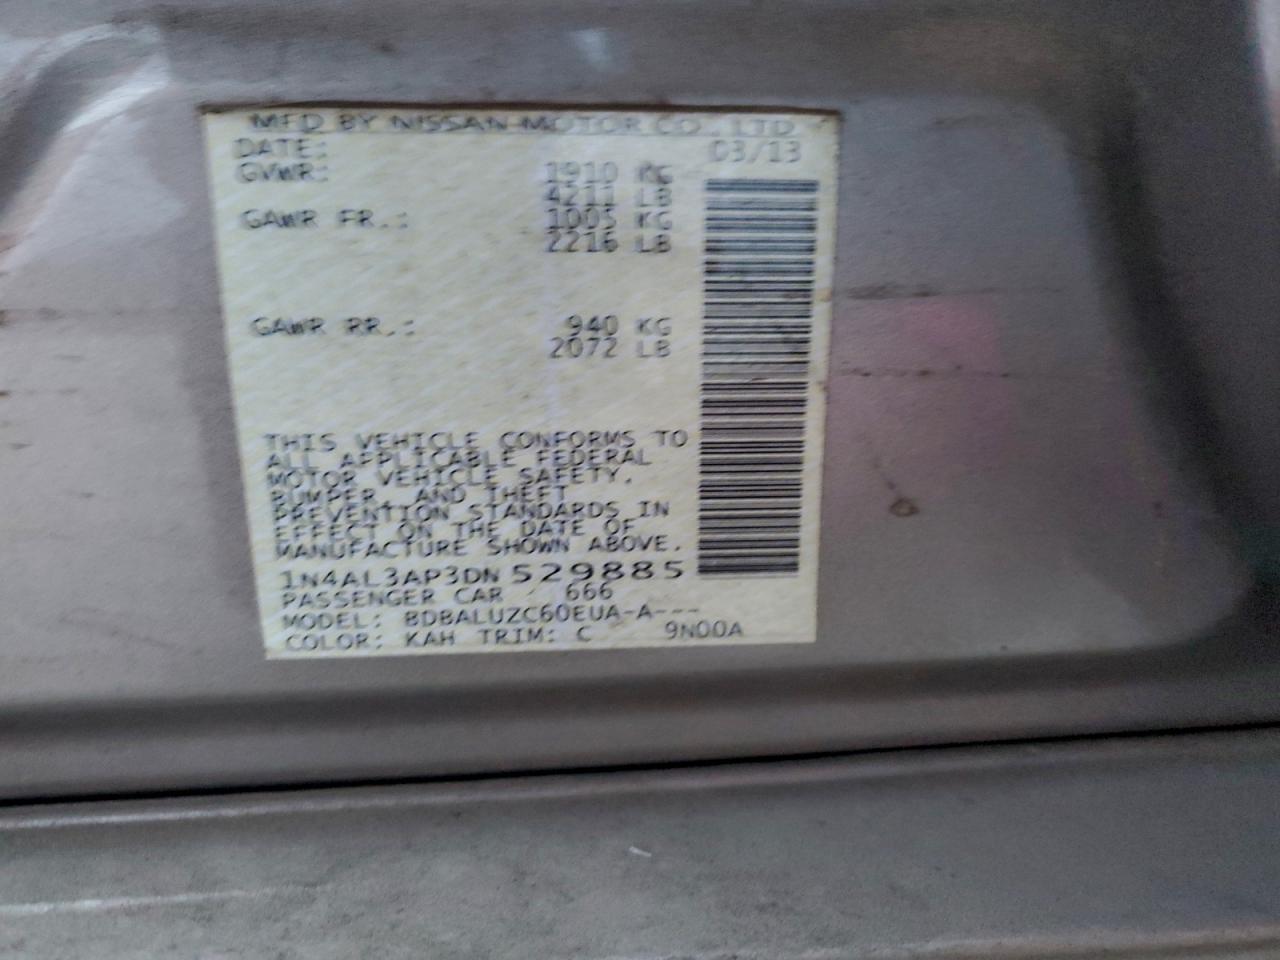 MFD BY NISSAN MOTOR CO., LTD
DATE: 03/13
GVWR: 1910 KG
4211 LB
GAWR FR.: 1005 KG
2216 LB
GAWR RR.: 940 KG
2072 LB
THIS VEHICLE CONFORMS TO
ALL APPLICABLE FEDERAL
MOTOR VEHICLE SAFETY,
BUMPER, AND THEFT
PREVENTION STANDARDS IN
EFFECT ON THE DATE OF
MANUFACTURE SHOWN ABOVE.
1N4AL3AP3DN529885
PASSENGER CAR 666
MODEL: BDBALUZC60EUA-A---
COLOR: KAH TRIM: C 9N00A